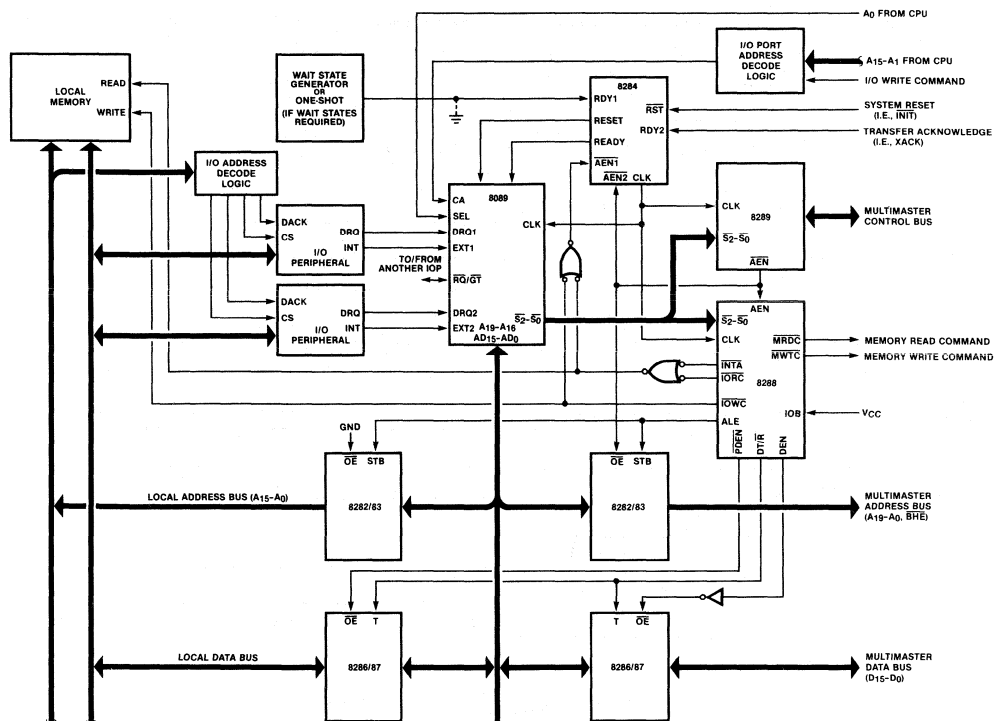 A0 FROM CPU
LOCAL
MEMORY
READ
WRITE
WAIT STATE
GENERATOR
OR
ONE-SHOT
(IF WAIT STATES
REQUIRED)
8284
RDY1
RESET
READY
AEN1
RST
RDY2
AEN2 CLK
I/O PORT
ADDRESS
DECODE
LOGIC
A15-A1 FROM CPU
I/O WRITE COMMAND
SYSTEM RESET
(I.E., INIT)
TRANSFER ACKNOWLEDGE
(I.E., XACK)
I/O ADDRESS
DECODE
LOGIC
DACK
CS
DRQ
INT
I/O
PERIPHERAL
DACK
CS
DRQ
INT
I/O
PERIPHERAL
TO/FROM
ANOTHER IOP
8089
CA
SEL
DRQ1
EXT1
RQ/GT
DRQ2
EXT2
CLK
S2-S0
A19-A16
AD15-AD0
8289
CLK
S2-S0
AEN
MULTIMASTER
CONTROL
BUS
AEN
S2-S0
CLK
INTA
IORC
IOWC
ALE
8288
MRDC
MWTC
IOB
PDEN
DT/R
DEN
MEMORY READ COMMAND
MEMORY WRITE COMMAND
VCC
GND
OE STB
8282/83
OE STB
8282/83
LOCAL ADDRESS BUS (A15-A0)
MULTIMASTER
ADDRESS BUS
(A19-A0, BHE)
OE T
8286/87
T OE
8286/87
LOCAL DATA BUS
MULTIMASTER
DATA BUS
(D15-D0)